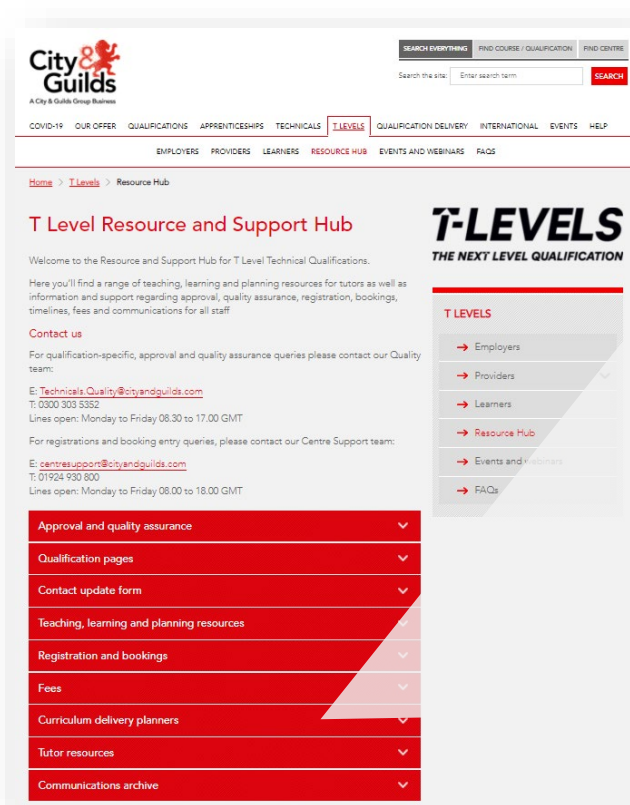 City&
Guilds
A City & Guilds Group Business
SEARCH EVERYTHING FIND COURSE / QUALIFICATION FIND CENTRE
Search the site: Enter search term SEARCH
COVID-19 OUR OFFER QUALIFICATIONS APPRENTICESHIPS TECHNICALS T LEVELS QUALIFICATION DELIVERY INTERNATIONAL EVENTS HELP
EMPLOYERS PROVIDERS LEARNERS RESOURCE HUB EVENTS AND WEBINARS FAQS
Home > T Levels > Resource Hub
T Level Resource and Support Hub
Welcome to the Resource and Support Hub for T Level Technical Qualifications.
Here you'll find a range of teaching, learning and planning resources for tutors as well as
information and support regarding approval, quality assurance, registration, bookings,
timelines, fees and communications for all staff
Contact us
For qualification-specific, approval and quality assurance queries please contact our Quality
team:
E: Technicals.Quality@cityandguilds.com
T: 0300 303 5352
Lines open: Monday to Friday 08.30 to 17.00 GMT
For registrations and booking entry queries, please contact our Centre Support team:
E: centresupport@cityandguilds.com
T: 01924 930 800
Lines open: Monday to Friday 08.00 to 18.00 GMT
Approval and quality assurance
Qualification pages
Contact update form
Teaching, learning and planning resources
Registration and bookings
Fees
Curriculum delivery planners
Tutor resources
Communications archive
T-LEVELS
THE NEXT LEVEL QUALIFICATION
T LEVELS
Employers
Providers
Learners
Resource Hub
Events and webinars
FAQs